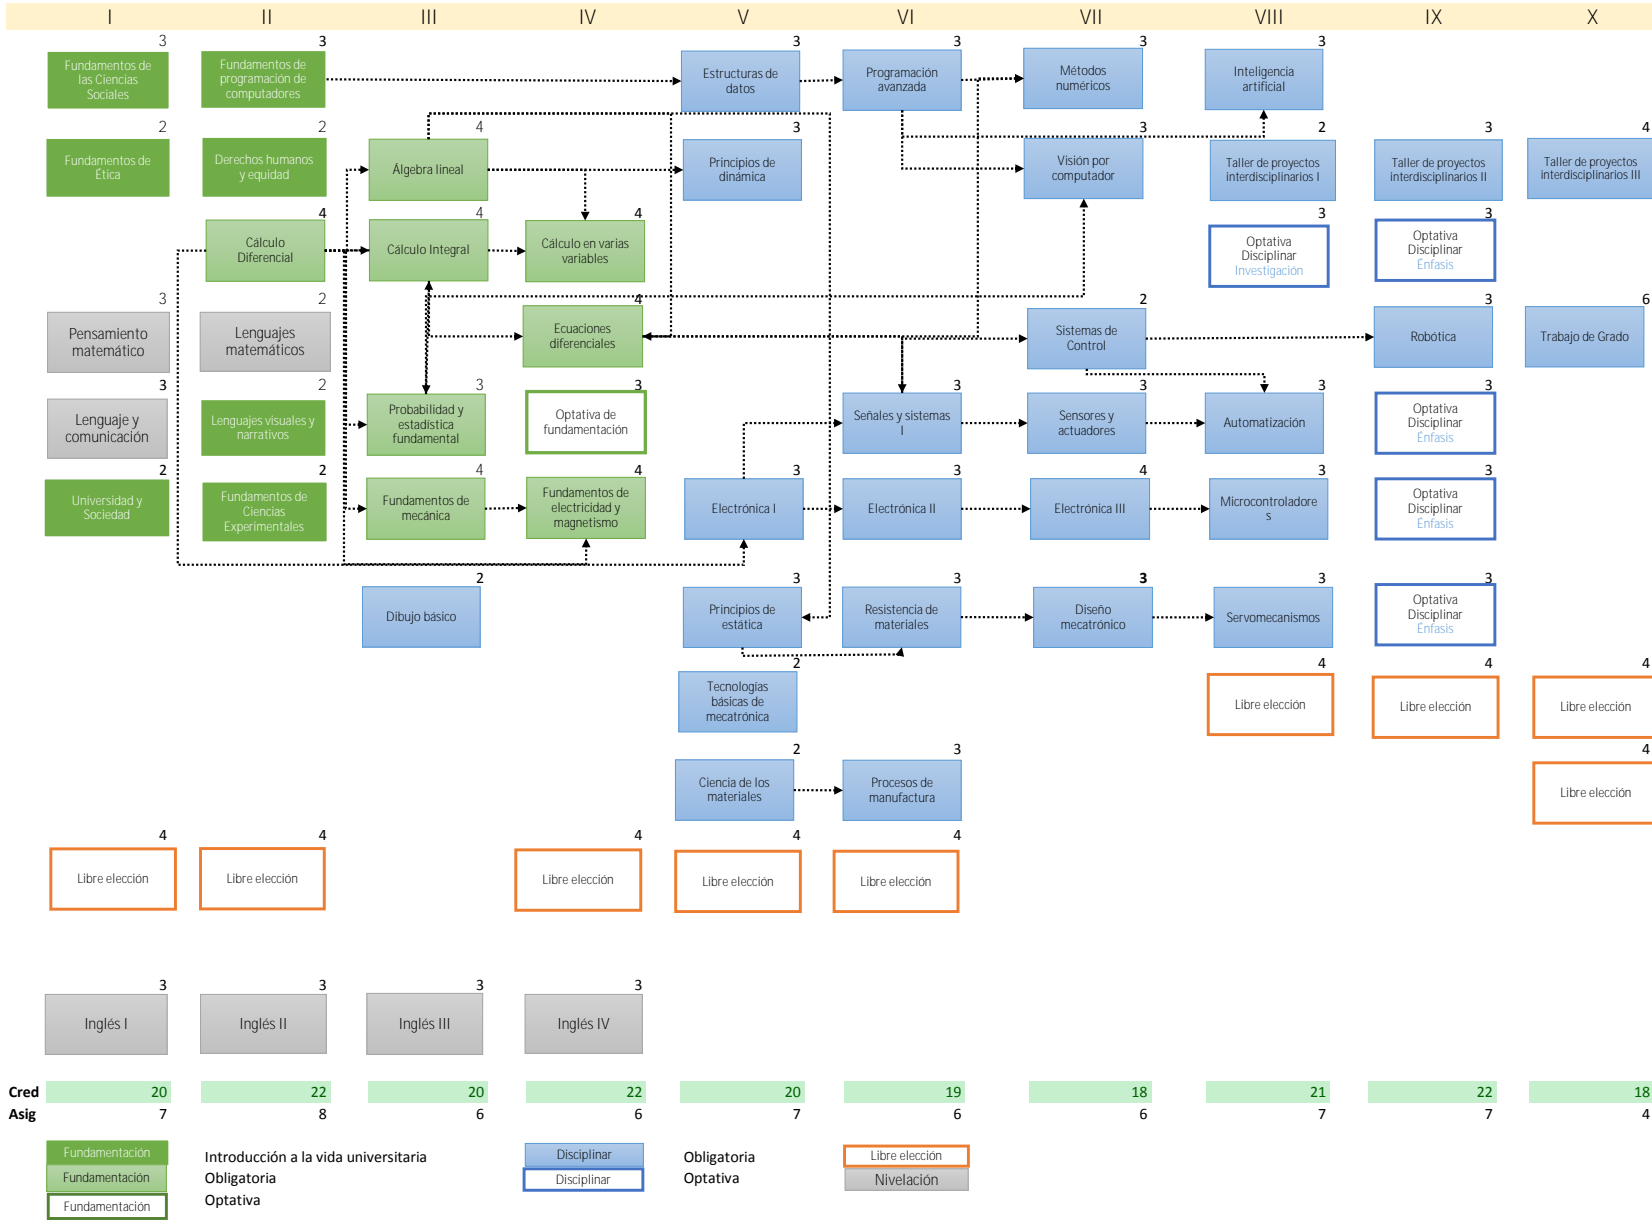 I II III IV V VI VII VIII IX X
3 3 3 3 3 3
Fundamentos de
las Ciencias
Sociales
Fundamentos de
programación de
computadores
Estructuras de
datos
Programación
avanzada
Métodos
numéricos
Inteligencia
artificial
2 2 4 3 3 2 3 4
Fundamentos de
Ética
Derechos humanos
y equidad
Álgebra lineal
Principios de
dinámica
Visión por
computador
Taller de proyectos
interdisciplinarios I
Taller de proyectos
interdisciplinarios II
Taller de proyectos
interdisciplinarios III
4 4 4 3 3
Cálculo
Diferencial
Cálculo Integral
Cálculo en varias
variables
Optativa
Disciplinar
Investigación
Optativa
Disciplinar
Énfasis
3 2 4 2 3 6
Pensamiento
matemático
Lenguajes
matemáticos
Ecuaciones
diferenciales
Sistemas de
Control
Robótica
Trabajo de Grado
3 2 3 3 3 3 3 3
Lenguaje y
comunicación
Lenguajes visuales y
narrativos
Probabilidad y
estadística
fundamental
Optativa de
fundamentación
Señales y sistemas
I
Sensores y
actuadores
Automatización
Optativa
Disciplinar
Énfasis
2 2 4 4 3 3 4 3 3
Universidad y
Sociedad
Fundamentos de
Ciencias
Experimentales
Fundamentos de
mecánica
Fundamentos de
electricidad y
magnetismo
Electrónica I
Electrónica II
Electrónica III
Microcontroladore
s
Optativa
Disciplinar
Énfasis
2 3 3 3 3 3
Dibujo básico
Principios de
estática
Resistencia de
materiales
Diseño
mecatrónico
Servomecanismos
Optativa
Disciplinar
Énfasis
2 4 4 4
Tecnologías
básicas de
mecatrónica
Libre elección
Libre elección
Libre elección
2 3 4
Ciencia de los
materiales
Procesos de
manufactura
Libre elección
4 4 4 4 4
Libre elección
Libre elección
Libre elección
Libre elección
Libre elección
3 3 3 3
Inglés I
Inglés II
Inglés III
Inglés IV
Cred 20 22 20 22 20 19 18 21 22 18
Asig 7 8 6 6 7 6 6 7 7 4
Fundamentación Introducción a la vida universitaria Disciplinar Obligatoria Libre elección
Fundamentación Obligatoria Disciplinar Optativa Nivelación
Fundamentación Optativa